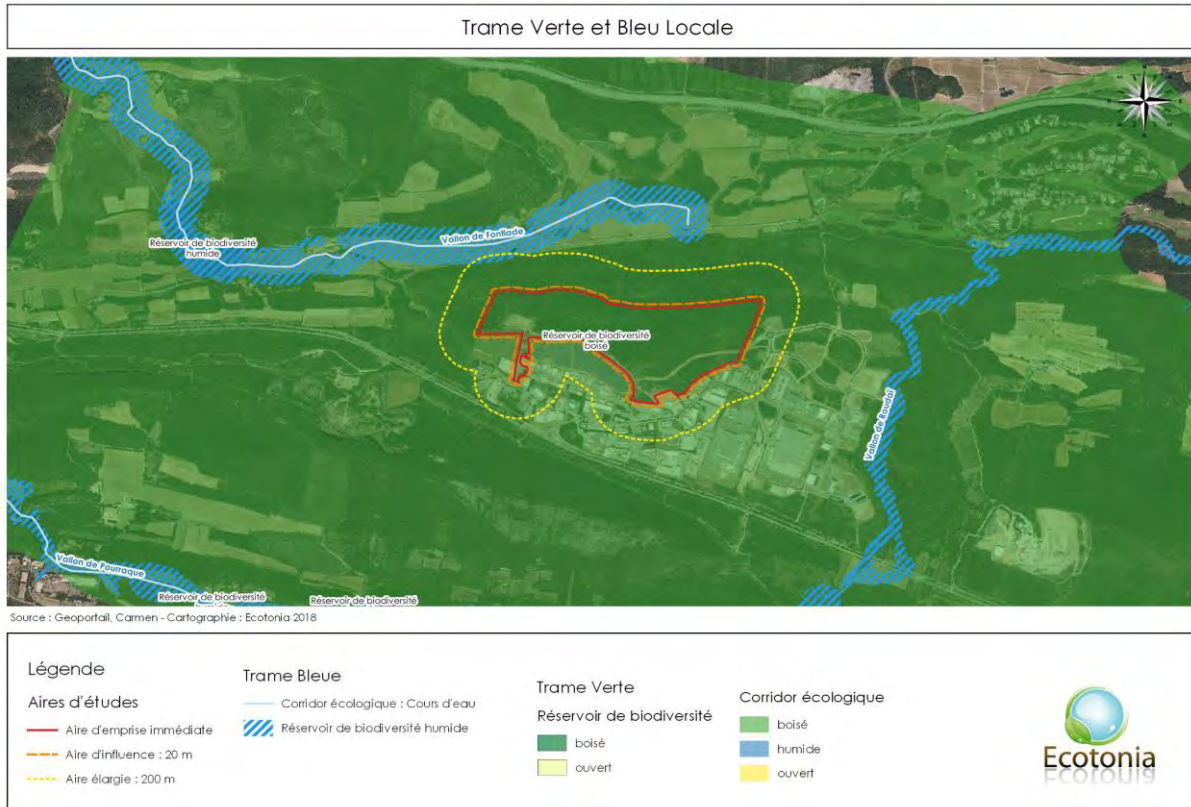 Trame Verte et Bleu Locale
Réservoir de biodiversité
humide
Vallon de Fontlade
Réservoir de biodiversité
boisé
Vallon de Roudaï
Vallon de Pourraque
Réservoir de biodiversité
Réservoir de biodiversité
Source : Geoportail, Carmen - Cartographie : Ecotonia 2018
Légende
Aires d'études
Aire d'emprise immédiate
Aire d'influence : 20 m
Aire élargie : 200 m
Trame Bleue
Corridor écologique : Cours d'eau
Réservoir de biodiversité humide
Trame Verte
Réservoir de biodiversité
boisé
ouvert
Corridor écologique
boisé
humide
ouvert
Ecotonia